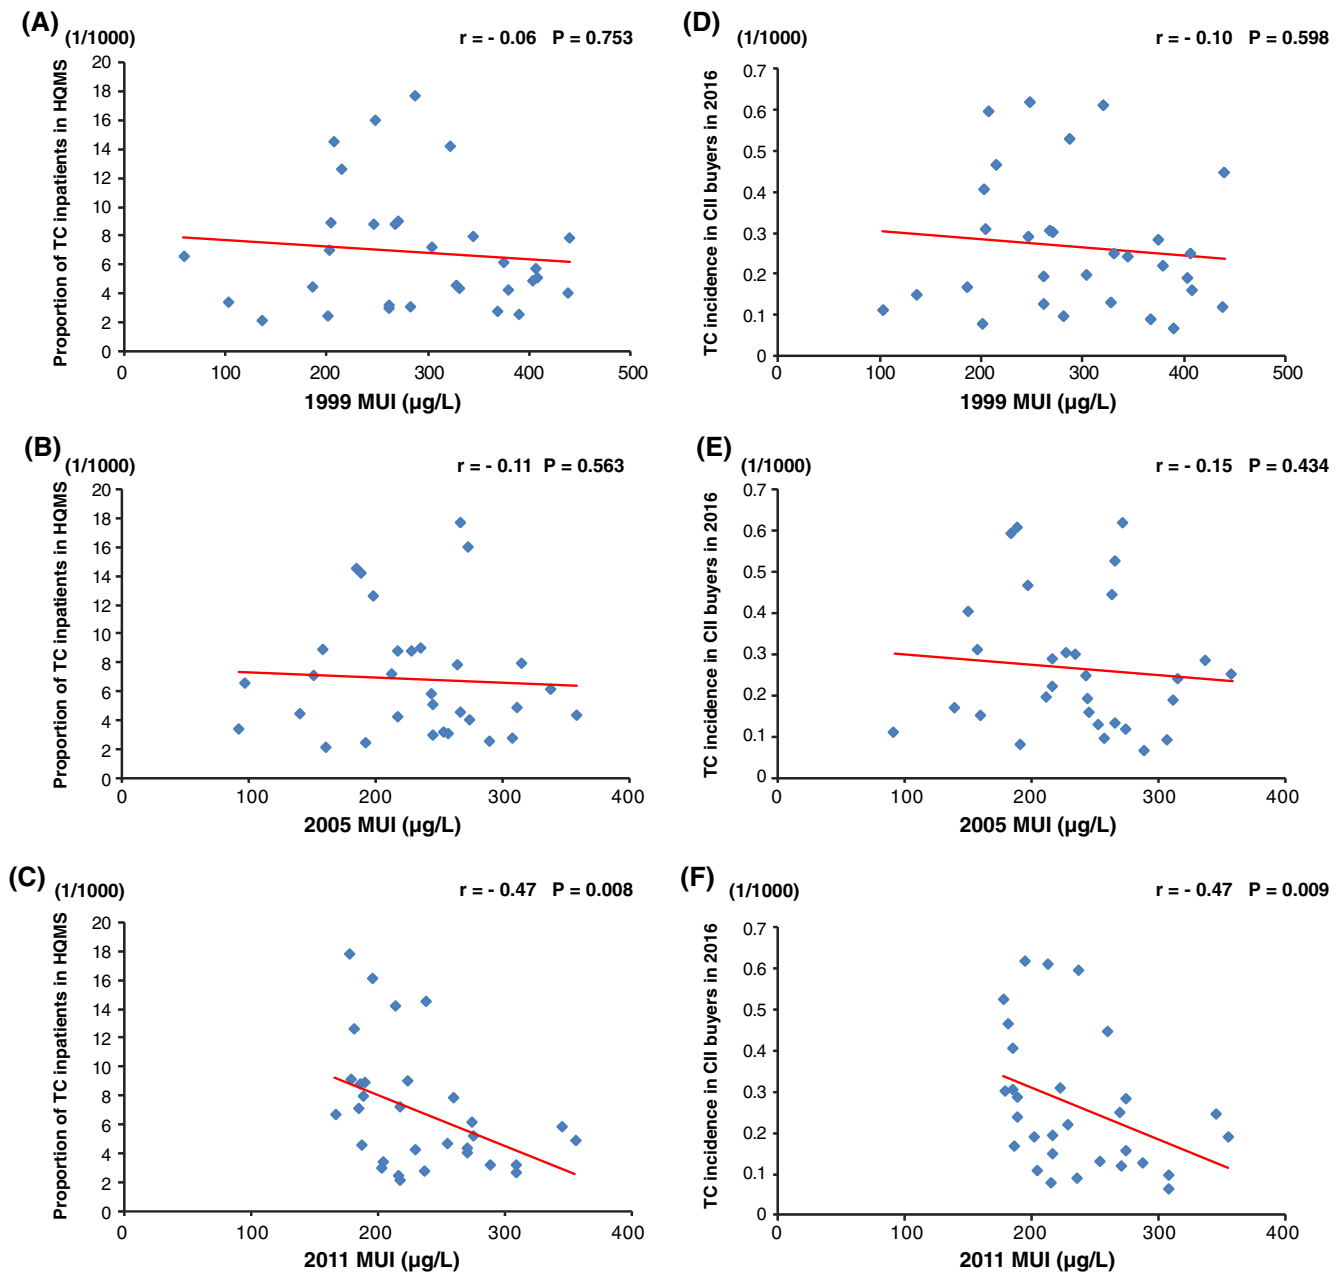 (A)
(1/1000)
r = - 0.06 P = 0.753
Proportion of TC inpatients in HQMS
20
18
16
14
12
10
8
6
4
2
0
0 100 200 300 400 500
1999 MUI (µg/L)
(D)
(1/1000)
r = - 0.10 P = 0.598
TC incidence in CII buyers in 2016
0.7
0.6
0.5
0.4
0.3
0.2
0.1
0
0 100 200 300 400 500
1999 MUI (µg/L)
(B)
(1/1000)
r = - 0.11 P = 0.563
Proportion of TC inpatients in HQMS
20
18
16
14
12
10
8
6
4
2
0
0 100 200 300 400
2005 MUI (µg/L)
(E)
(1/1000)
r = - 0.15 P = 0.434
TC incidence in CII buyers in 2016
0.7
0.6
0.5
0.4
0.3
0.2
0.1
0
0 100 200 300 400
2005 MUI (µg/L)
(C)
(1/1000)
r = - 0.47 P = 0.008
Proportion of TC inpatients in HQMS
20
18
16
14
12
10
8
6
4
2
0
0 100 200 300 400
2011 MUI (µg/L)
(F)
(1/1000)
r = - 0.47 P = 0.009
TC incidence in CII buyers in 2016
0.7
0.6
0.5
0.4
0.3
0.2
0.1
0
0 100 200 300 400
2011 MUI (µg/L)